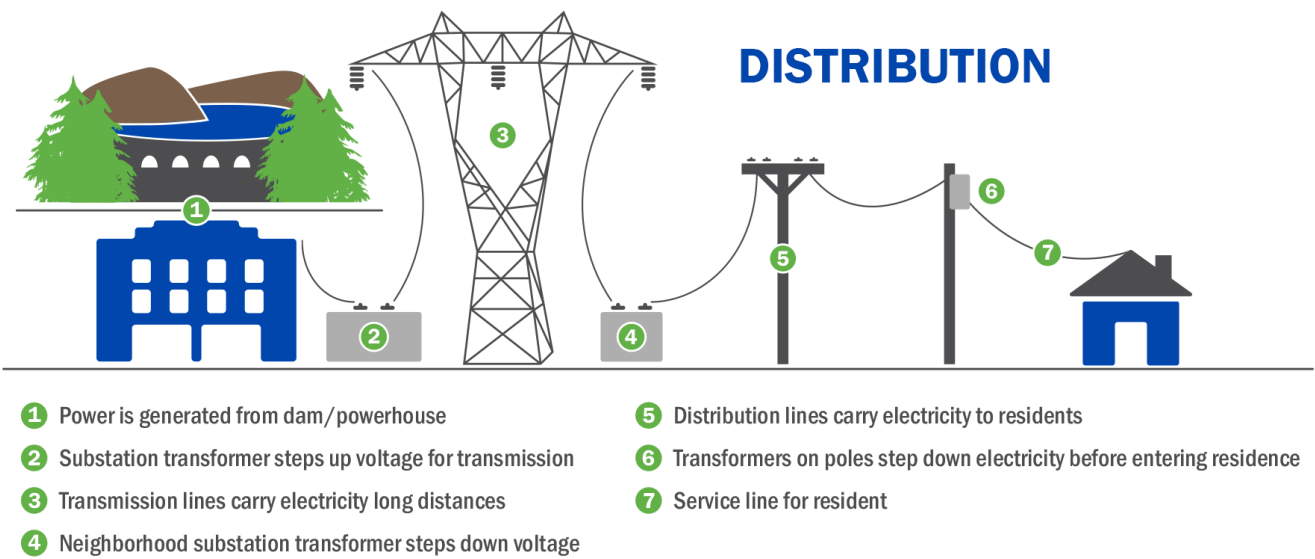 DISTRIBUTION
3
6
1
5
7
2
4
1 Power is generated from dam/powerhouse
2 Substation transformer steps up voltage for transmission
3 Transmission lines carry electricity long distances
4 Neighborhood substation transformer steps down voltage
5 Distribution lines carry electricity to residents
6 Transformers on poles step down electricity before entering residence
7 Service line for resident